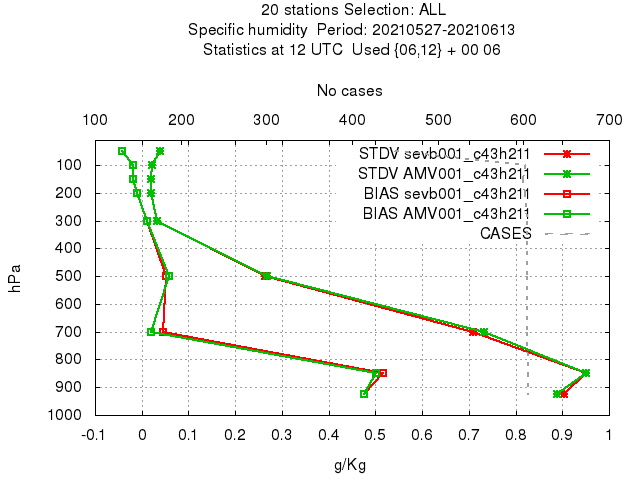 20 stations Selection: ALL
Specific humidity  Period: 20210527-20210613
Statistics at 12 UTC  Used {06,12} + 00 06
No cases
100 200 300 400 500 600 700
STDV sevb001_c43h211
STDV AMV001_c43h211
BIAS sevb001_c43h211
BIAS AMV001_c43h211
CASES
hPa
100
200
300
400
500
600
700
800
900
1000
-0.1 0 0.1 0.2 0.3 0.4 0.5 0.6 0.7 0.8 0.9 1
g/Kg